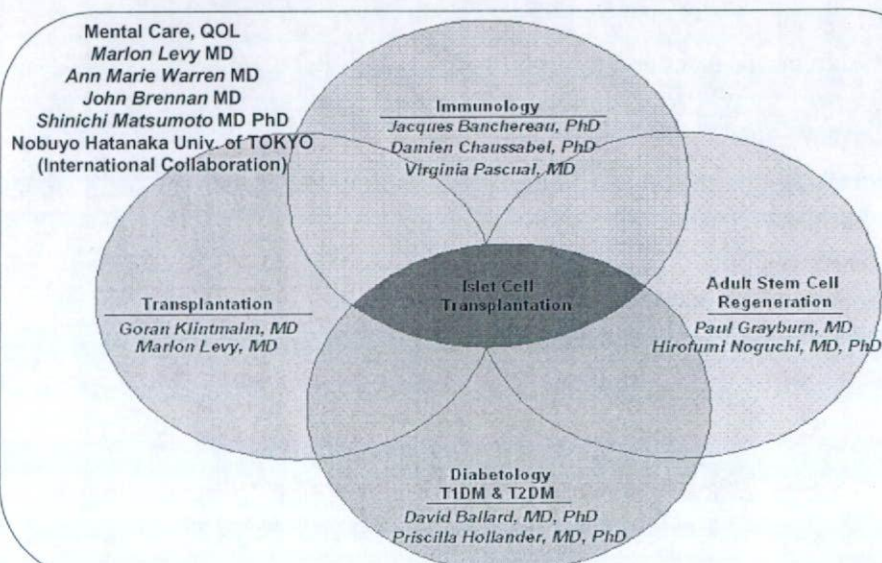 Mental Care, QOL
Marlon Levy MD
Ann Marie Warren MD
John Brennan MD
Shinichi Matsumoto MD PhD
Nobuyo Hatanaka Univ. of TOKYO
(International Collaboration)
Immunology
Jacques Banchereau, PhD
Damien Chaussabel, PhD
Virginia Pascual, MD
Transplantation
Goran Klintmalm, MD
Marlon Levy, MD
Islet Cell
Transplantation
Adult Stem Cell
Regeneration
Paul Grayburn, MD
Hirofumi Noguchi, MD, PhD
Diabetology
T1DM & T2DM
David Ballard, MD, PhD
Priscilla Hollander, MD, PhD